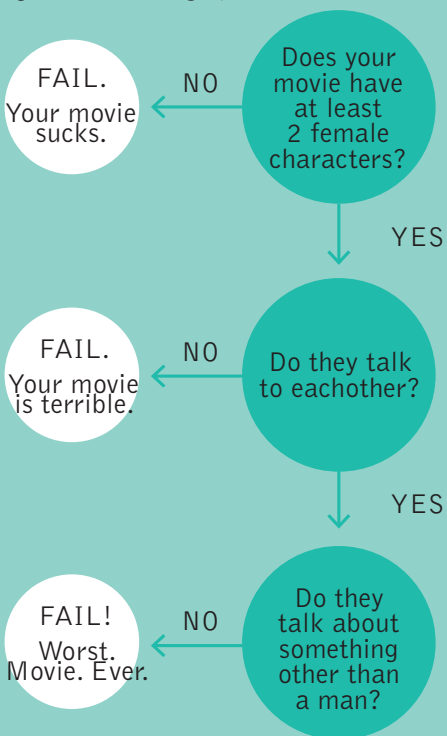 Does your
movie have
at least
2 female
characters?
NO
FAIL.
Your movie
sucks.
YES
Do they talk
to eachother?
NO
FAIL.
Your movie
is terrible.
YES
Do they
talk about
something
other than
a man?
NO
FAIL!
Worst.
Movie. Ever.